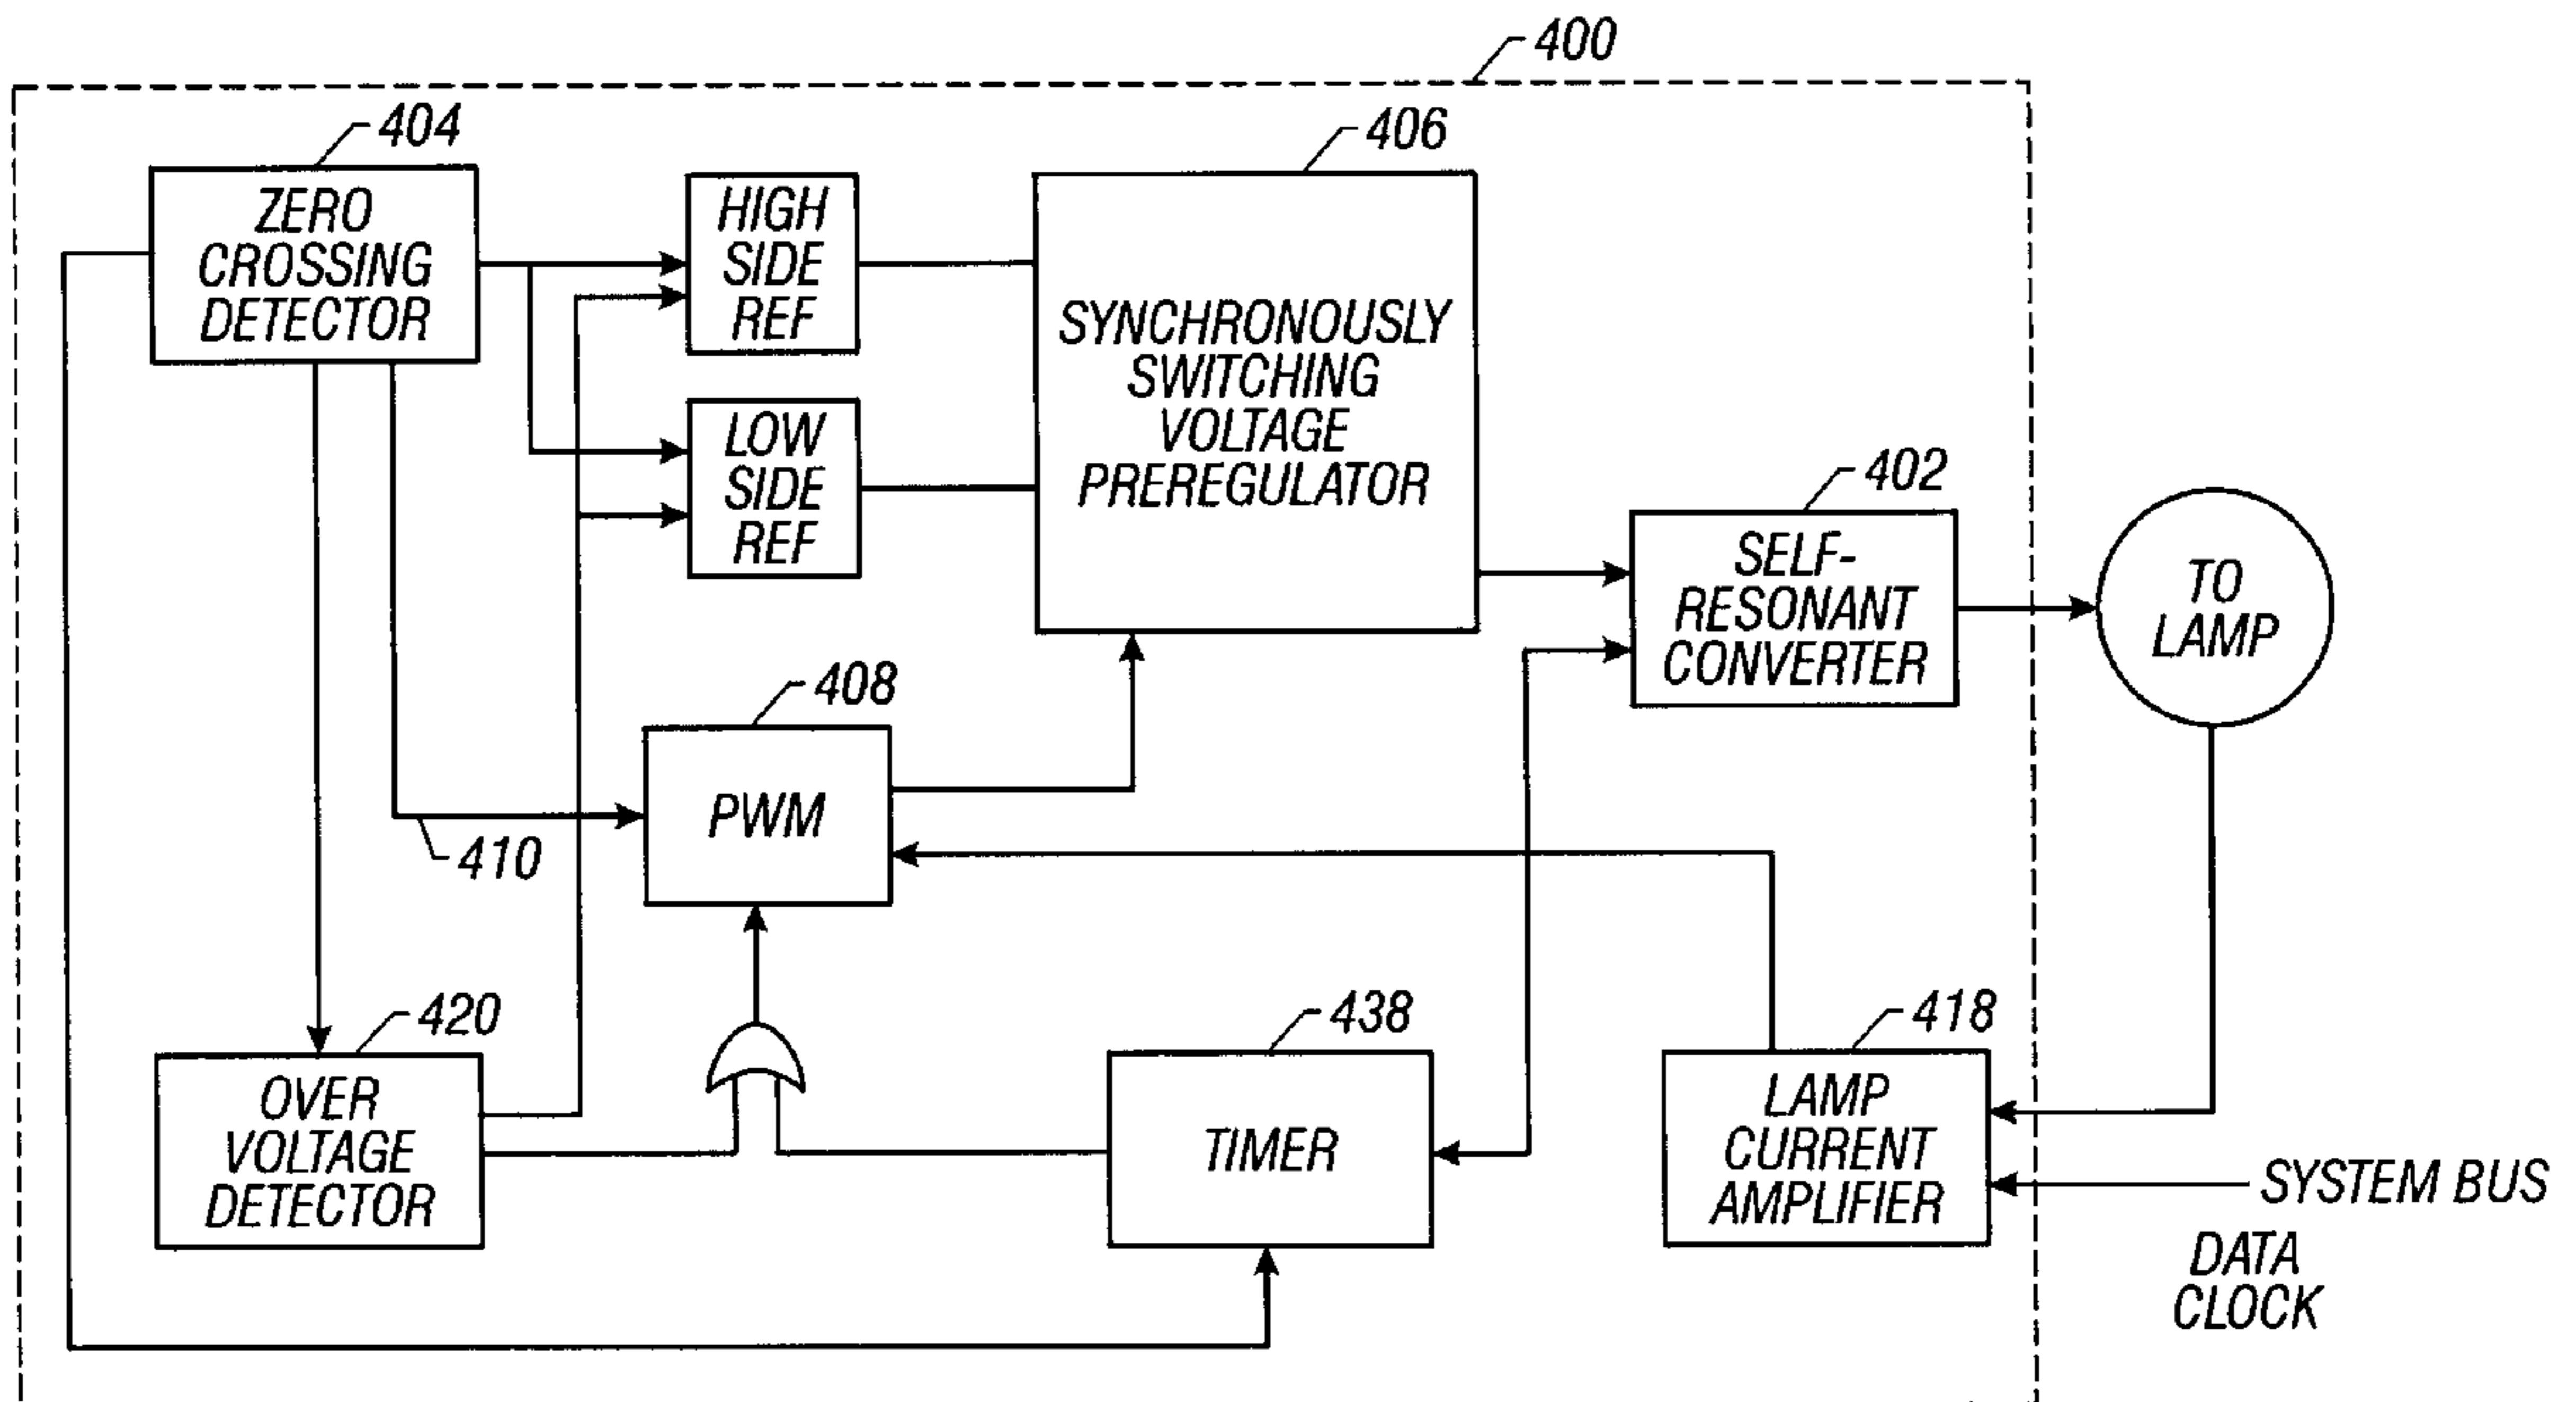 400
404
ZERO
CROSSING
DETECTOR
HIGH
SIDE
REF
406
SYNCHRONOUSLY
SWITCHING
VOLTAGE
PREREGULATOR
LOW
SIDE
REF
402
SELF-
RESONANT
CONVERTER
TO
LAMP
408
PWM
410
420
OVER
VOLTAGE
DETECTOR
438
TIMER
418
LAMP
CURRENT
AMPLIFIER
SYSTEM BUS
DATA
CLOCK